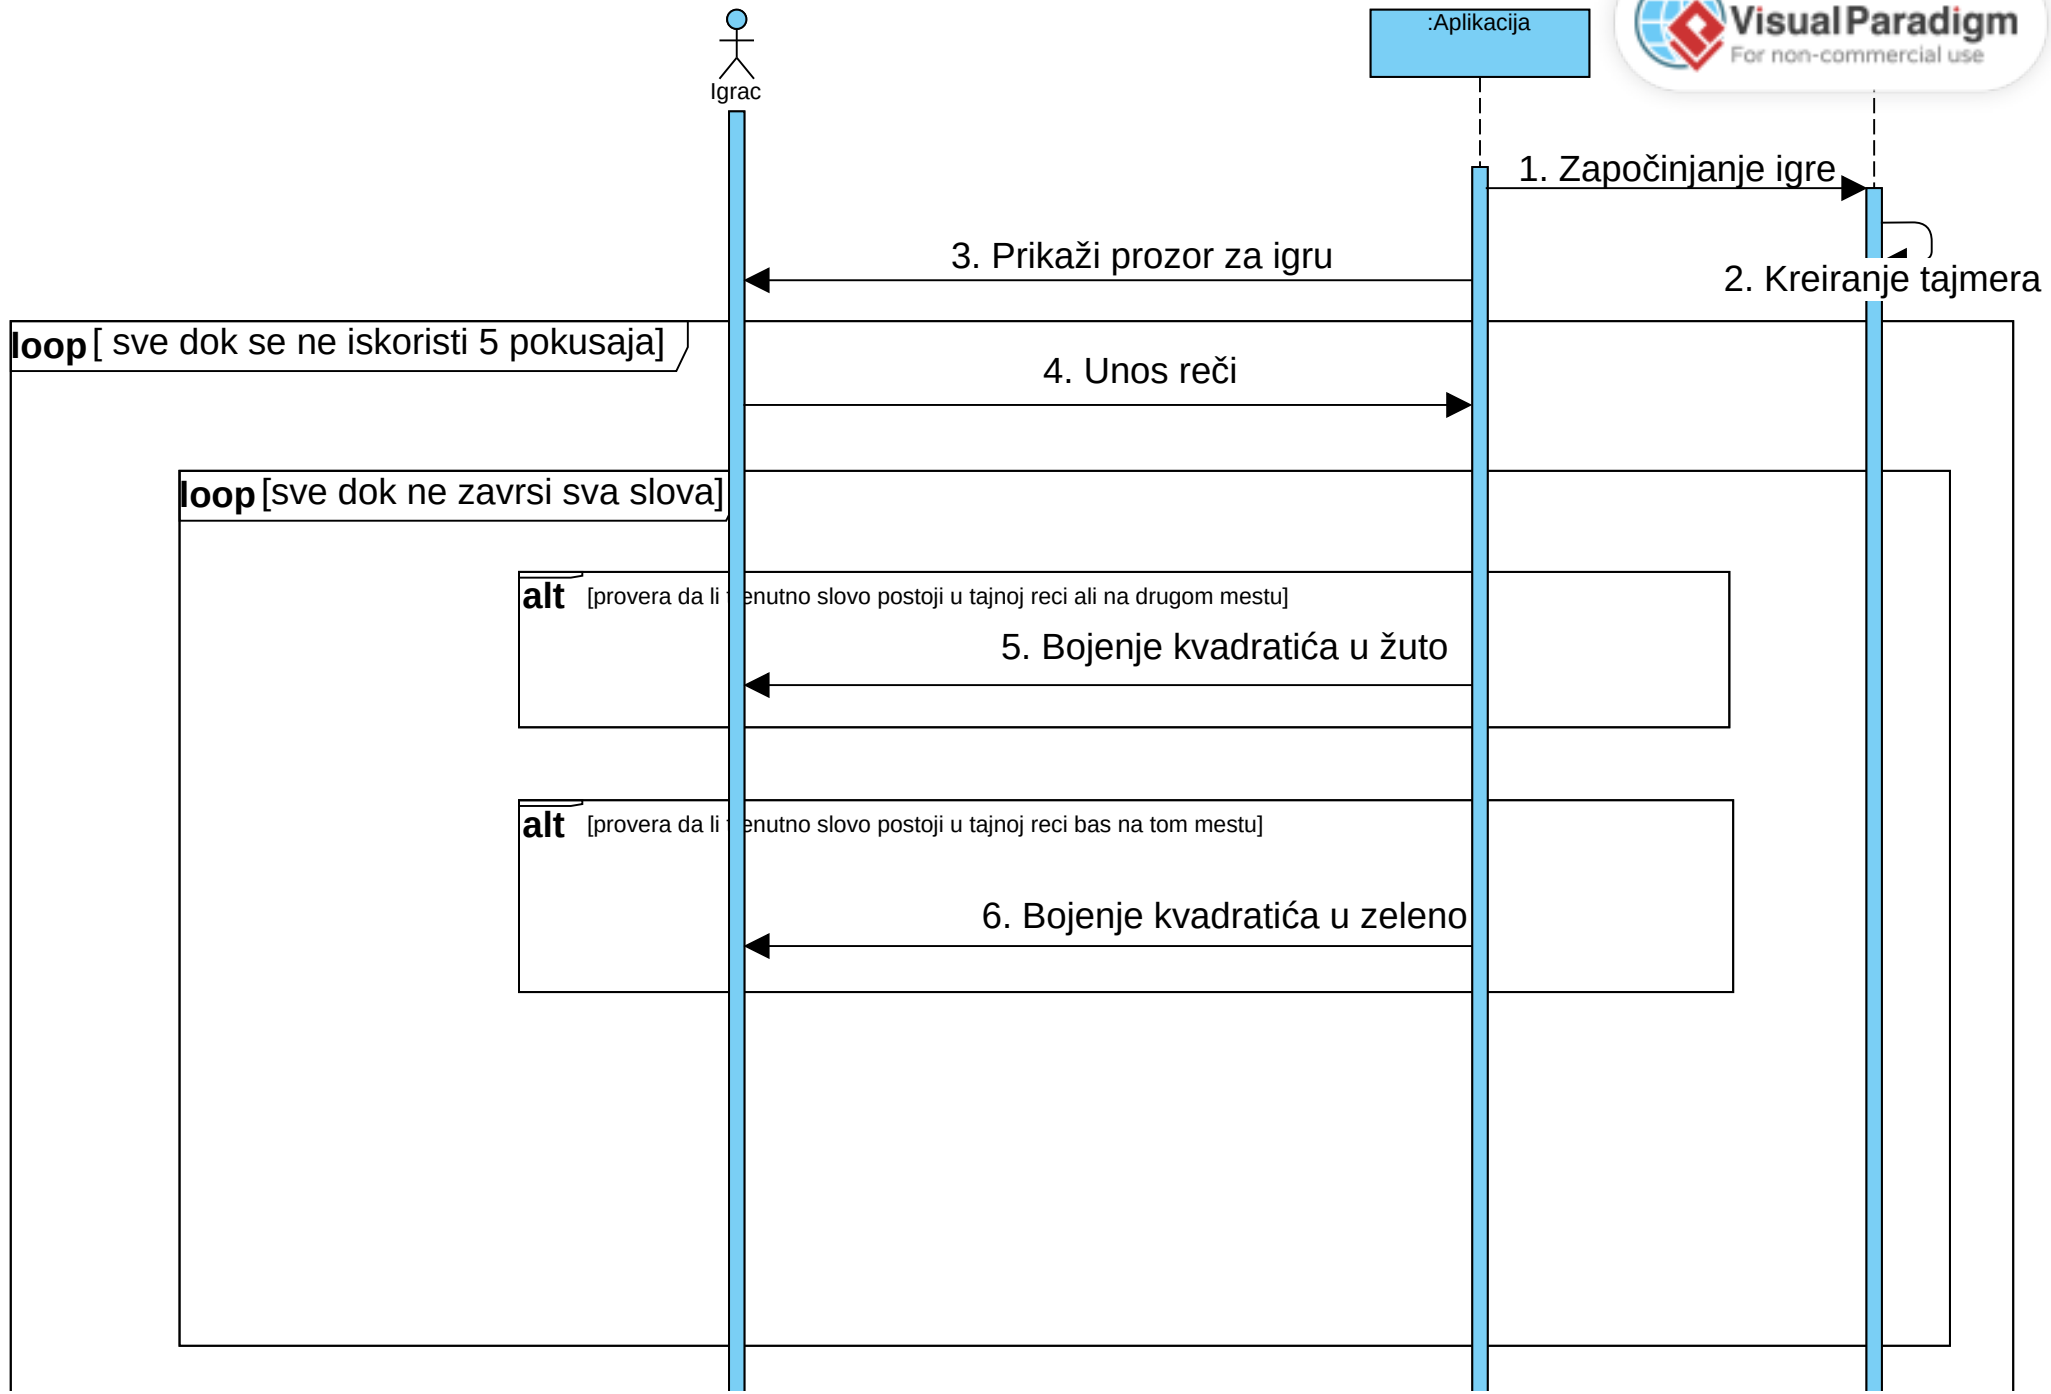 :Aplikacija
Visual Paradigm
For non-commercial use
Igrac
1. Započinjanje igre
3. Prikaži prozor za igru
2. Kreiranje tajmera
loop [ sve dok se ne iskoristi 5 pokusaja]
4. Unos reči
loop [sve dok ne zavrsi sva slova]
alt [provera da li trenutno slovo postoji u tajnoj reci ali na drugom mestu]
5. Bojenje kvadratića u žuto
alt [provera da li trenutno slovo postoji u tajnoj reci bas na tom mestu]
6. Bojenje kvadratića u zeleno